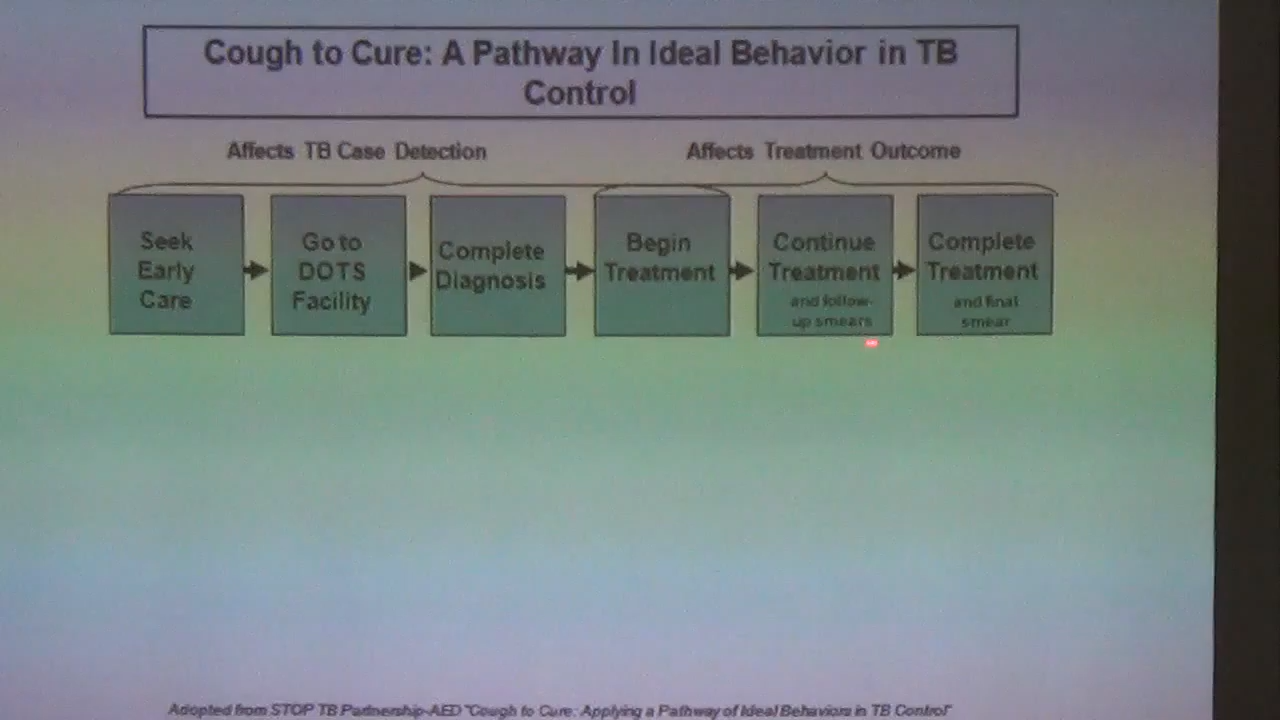 Cough to Cure: A Pathway In Ideal Behavior in TB
Control
Affects TB Case Detection
Affects Treatment Outcome
Seek
Early
Care
Go to
DOTS
Facility
Complete
Diagnosis
Begin
Treatment
Continue
Treatment
and follow-
up smears
Complete
Treatment
and final
smear
Adopted from STOP TB Partnership-AED "Cough to Cure: Applying a Pathway of Ideal Behaviors in TB Control"